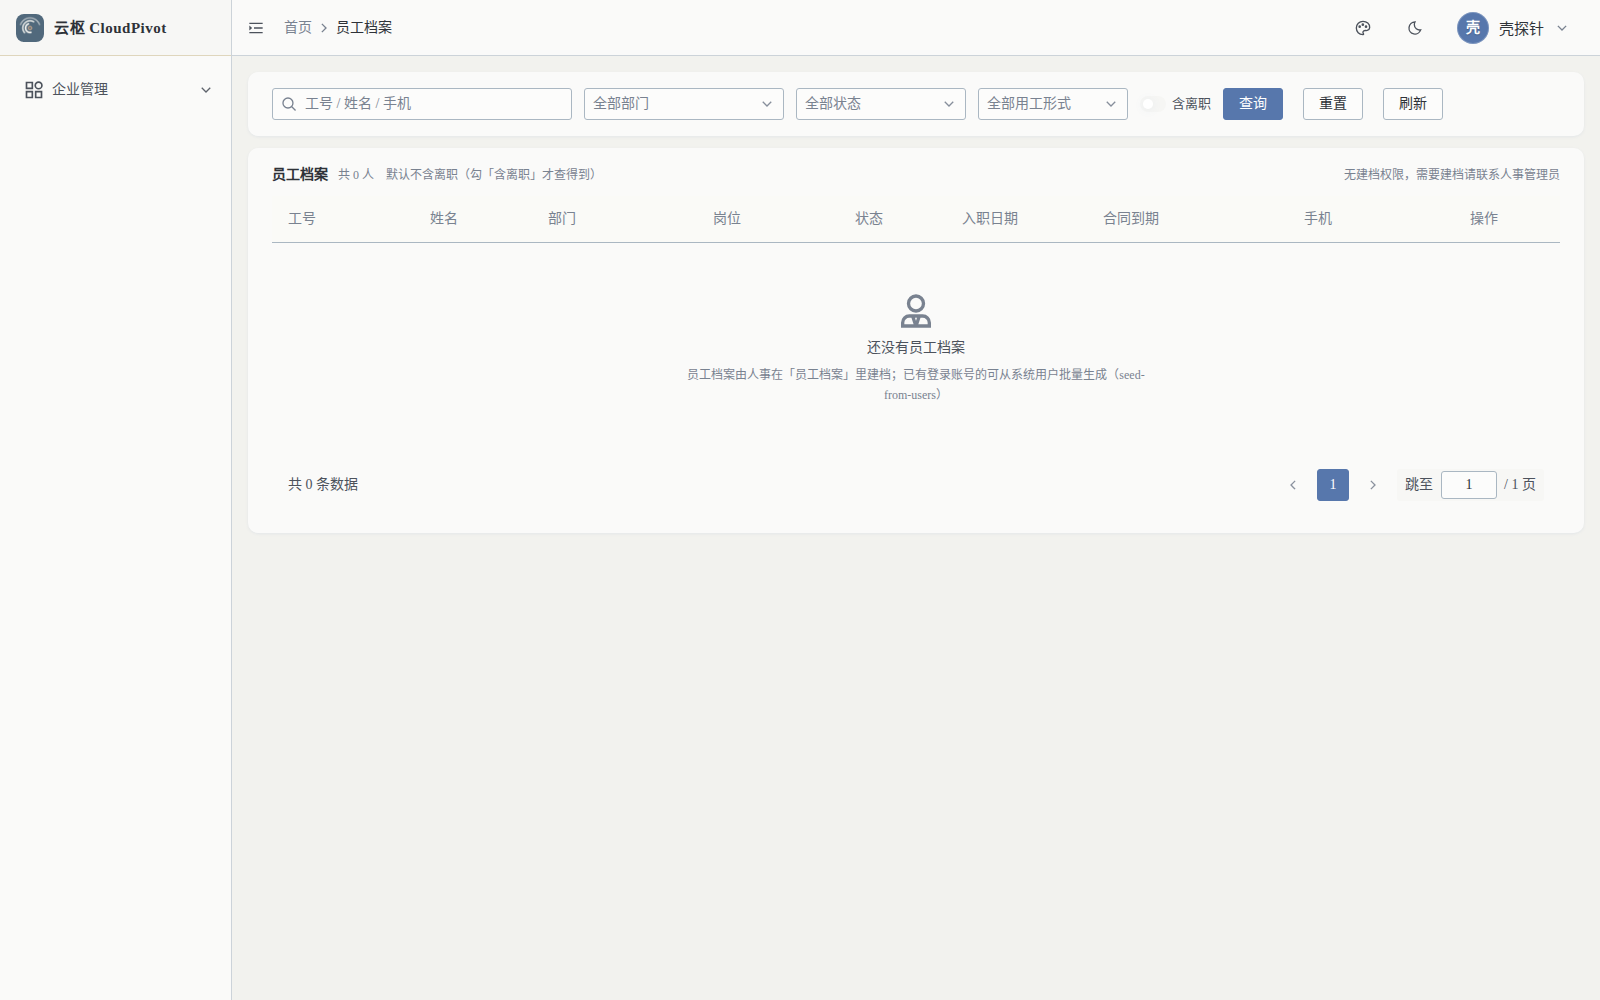 云枢 CloudPivot
首页 > 员工档案
壳 壳探针
企业管理
工号 / 姓名 / 手机 全部部门 全部状态 全部用工形式 含离职 查询 重置 刷新
员工档案 共 0 人 默认不含离职（勾「含离职」才查得到） 无建档权限，需要建档请联系人事管理员
工号 姓名 部门 岗位 状态 入职日期 合同到期 手机 操作
还没有员工档案
员工档案由人事在「员工档案」里建档；已有登录账号的可从系统用户批量生成（seed-
from-users）
共 0 条数据 1 跳至 1 / 1 页